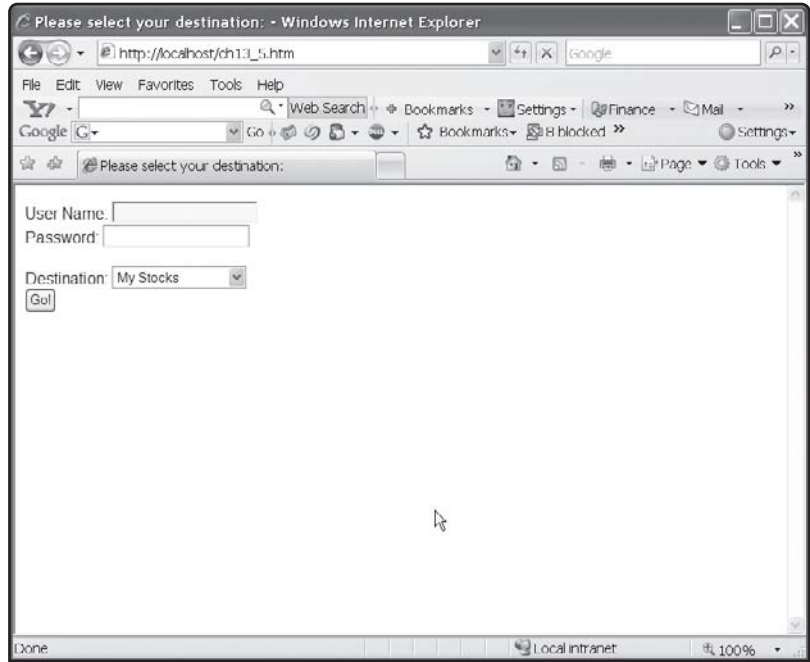 Please select your destination: - Windows Internet Explorer
http://localhost/ch13_5.htm
Google
File Edit View Favorites Tools Help
Y! Web Search Bookmarks Settings Finance Mail »
Google G Go Bookmarks 8 blocked » Settings
Please select your destination: Page Tools »
User Name:
Password:
Destination: My Stocks
Go!
Done Local intranet 100%